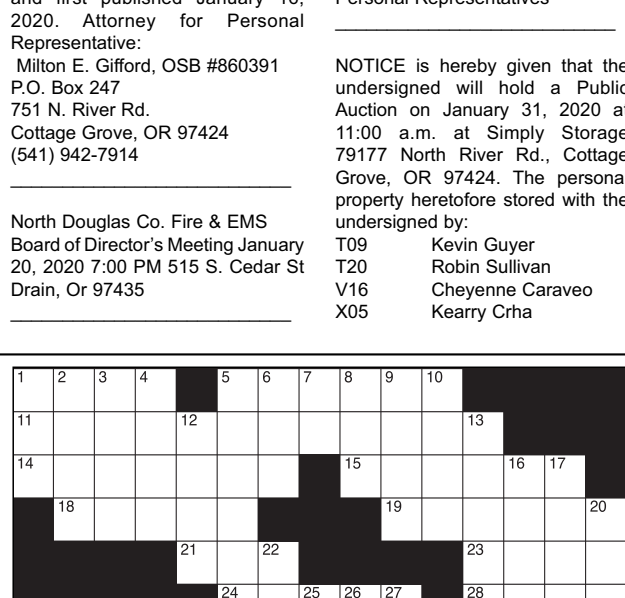 and first published January 10,
2020. Attorney for Personal
Representative:
Milton E. Gifford, OSB #860391
P.O. Box 247
751 N. River Rd.
Cottage Grove, OR 97424
(541) 942-7914
North Douglas Co. Fire & EMS
Board of Director's Meeting January
20, 2020 7:00 PM 515 S. Cedar St
Drain, Or 97435
Personal Representatives
NOTICE is hereby given that the
undersigned will hold a Public
Auction on January 31, 2020 at
11:00 a.m. at Simply Storage
79177 North River Rd., Cottage
Grove, OR 97424. The personal
property heretofore stored with the
undersigned by:
T09 Kevin Guyer
T20 Robin Sullivan
V16 Cheyenne Caraveo
X05 Kearry Crha
1 2 3 4 5 6 7 8 9 10
11 12 13
14 15 16 17
18 19 20
21 22 23
24 25 26 27 28